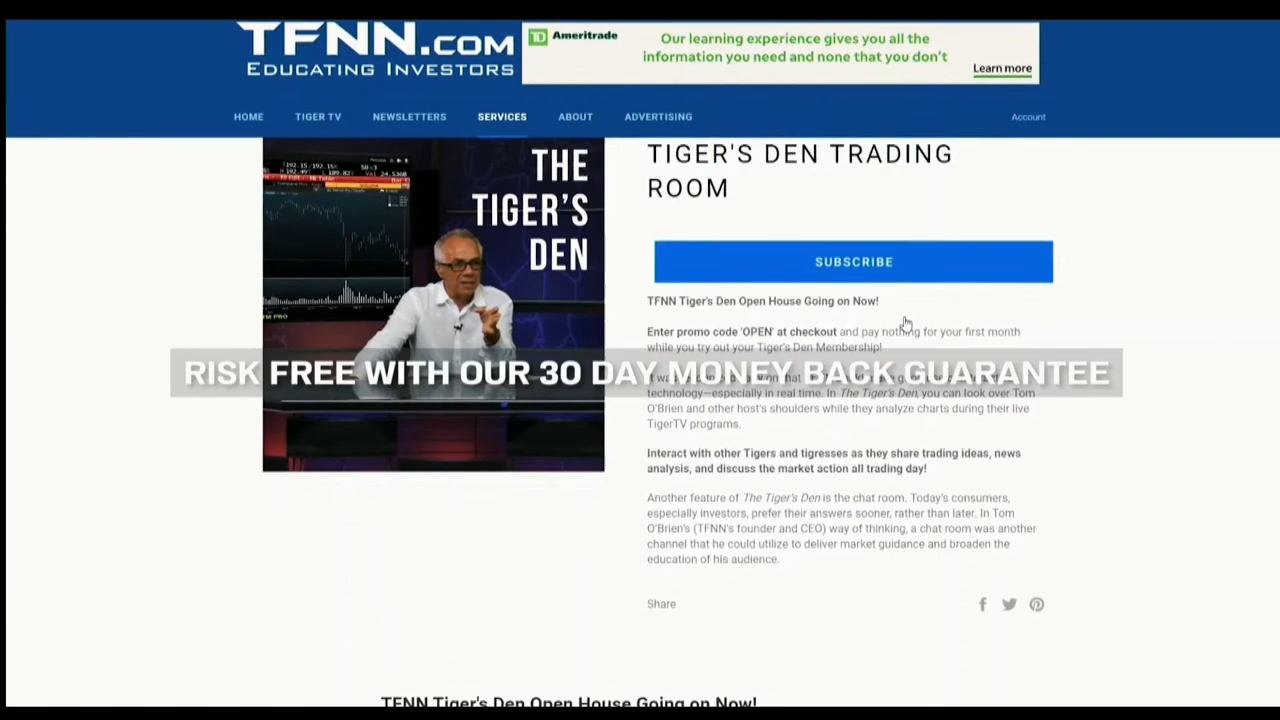 TFNN.COM
EDUCATING INVESTORS
Ameritrade
Our learning experience gives you all the
information you need and none that you don't
Learn more
HOME TIGER TV NEWSLETTERS SERVICES ABOUT ADVERTISING Account
THE
TIGER'S
DEN
TIGER'S DEN TRADING
ROOM
SUBSCRIBE
TFNN Tiger's Den Open House Going on Now!
Enter promo code 'OPEN' at checkout and pay nothing for your first month
while you try out your Tiger's Den Membership!
RISK FREE WITH OUR 30 DAY MONEY BACK GUARANTEE
technology—especially in real time. In The Tiger's Den, you can look over Tom
O'Brien and other host's shoulders while they analyze charts during their live
TigerTV programs.
Interact with other Tigers and tigresses as they share trading ideas, news
analysis, and discuss the market action all trading day!
Another feature of The Tiger's Den is the chat room. Today's consumers,
especially investors, prefer their answers sooner, rather than later. In Tom
O'Brien's (TFNN's founder and CEO) way of thinking, a chat room was another
channel that he could utilize to deliver market guidance and broaden the
education of his audience.
Share
TFNN Tiger's Den Open House Going on Now!